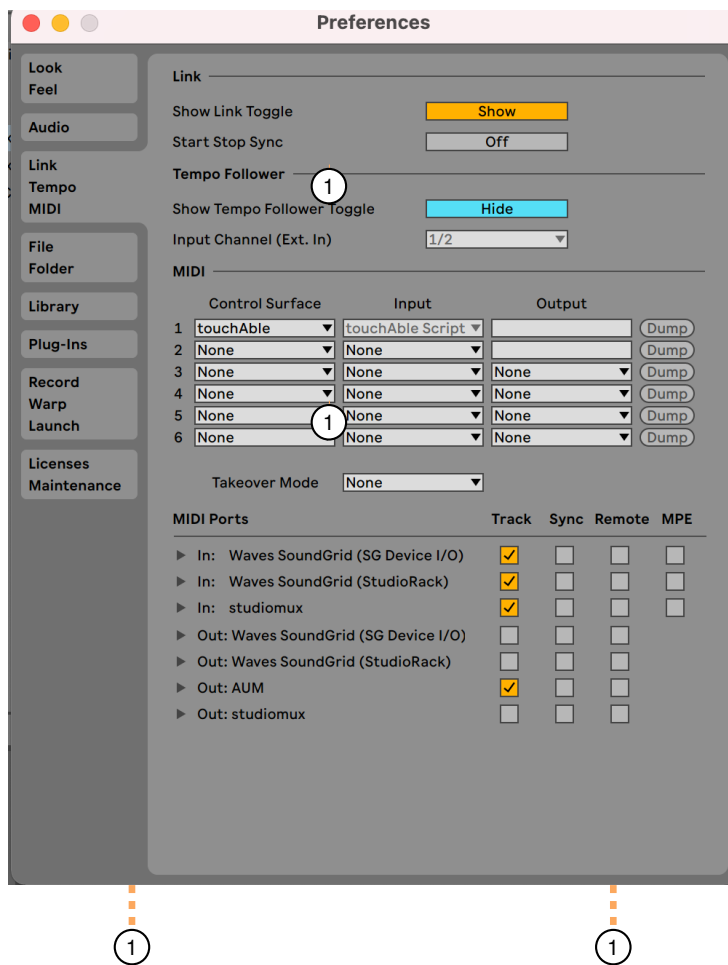 Preferences
Look
Feel
Audio
Link
Tempo
MIDI
File
Folder
Library
Plug-Ins
Record
Warp
Launch
Licenses
Maintenance
Link
Show Link Toggle Show
Start Stop Sync Off
Tempo Follower
1
Show Tempo Follower Toggle Hide
Input Channel (Ext. In) 1/2
MIDI
Control Surface Input Output
1 touchAble touchAble Script Dump
2 None None Dump
3 None None None Dump
4 None None None Dump
5 None 1 None None Dump
6 None None None Dump
Takeover Mode None
MIDI Ports Track Sync Remote MPE
In: Waves SoundGrid (SG Device I/O)
In: Waves SoundGrid (StudioRack)
In: studiomux
Out: Waves SoundGrid (SG Device I/O)
Out: Waves SoundGrid (StudioRack)
Out: AUM
Out: studiomux
1 1